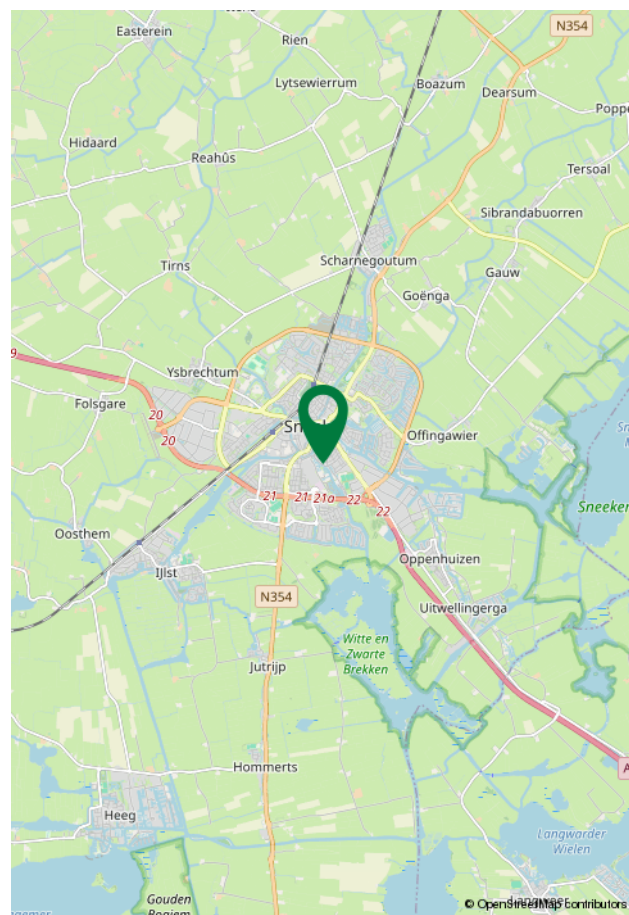 Easterein
Rien
N354
Lytsewierrum
Boazum
Dearsum
Poppe
Hidaard
Reahûs
Tersoal
Sibrandabuorren
Scharnegoutum
Tirns
Gauw
Goënga
Ysbrechtum
Folsgare
20
20
Offingawier
21
21
21a
22
22
Sneeker
Oosthem
Oppenhuizen
IJlst
N354
Uitwellingerga
Witte en
Zwarte
Brekken
Jutrijp
Hommerts
A
Heeg
Langwarder
Wielen
Gouden
© OpenStreetMap contributors